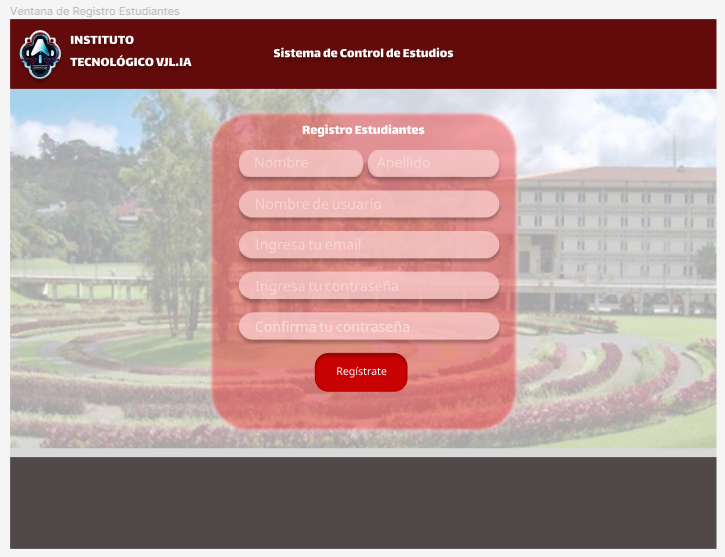 Ventana de Registro Estudiantes
INSTITUTO
TECNOLÓGICO VJL.IA
Sistema de Control de Estudios
Registro Estudiantes
Nombre
Apellido
Nombre de usuario
Ingresa tu email
Ingresa tu contraseña
Confirma tu contraseña
Regístrate